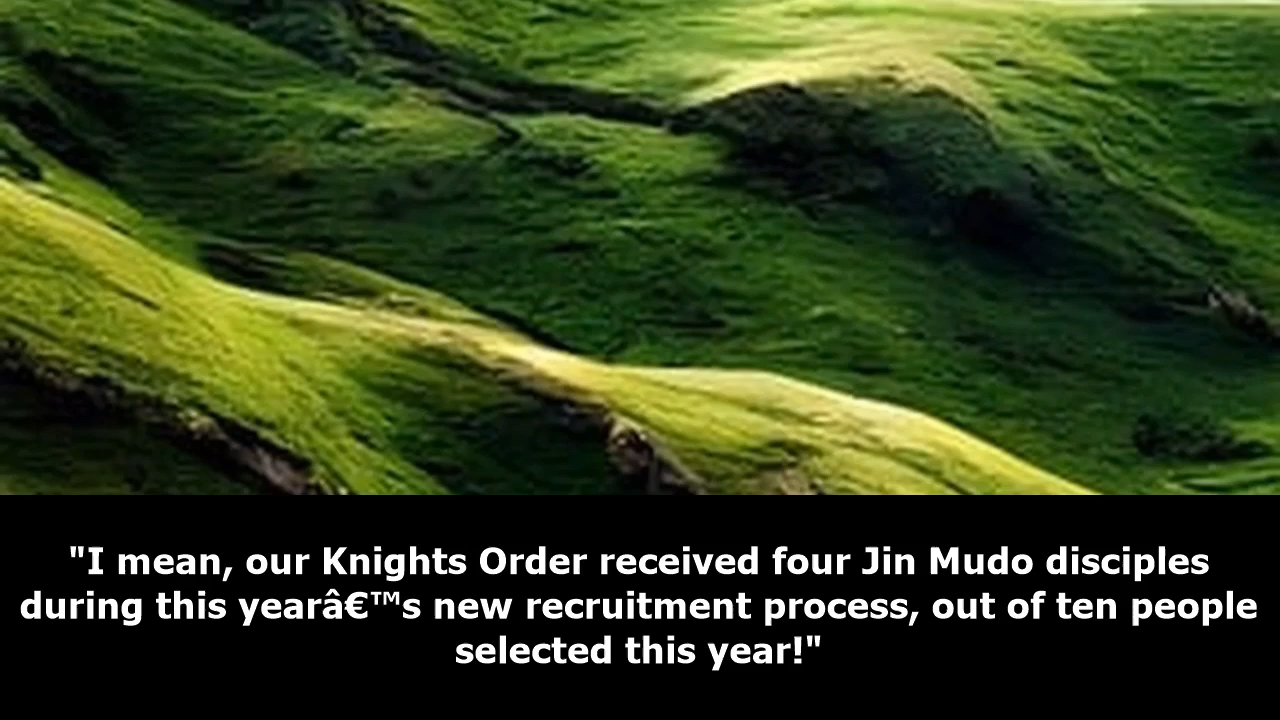 "I mean, our Knights Order received four Jin Mudo disciples
during this yearâ€™s new recruitment process, out of ten people
selected this year!"